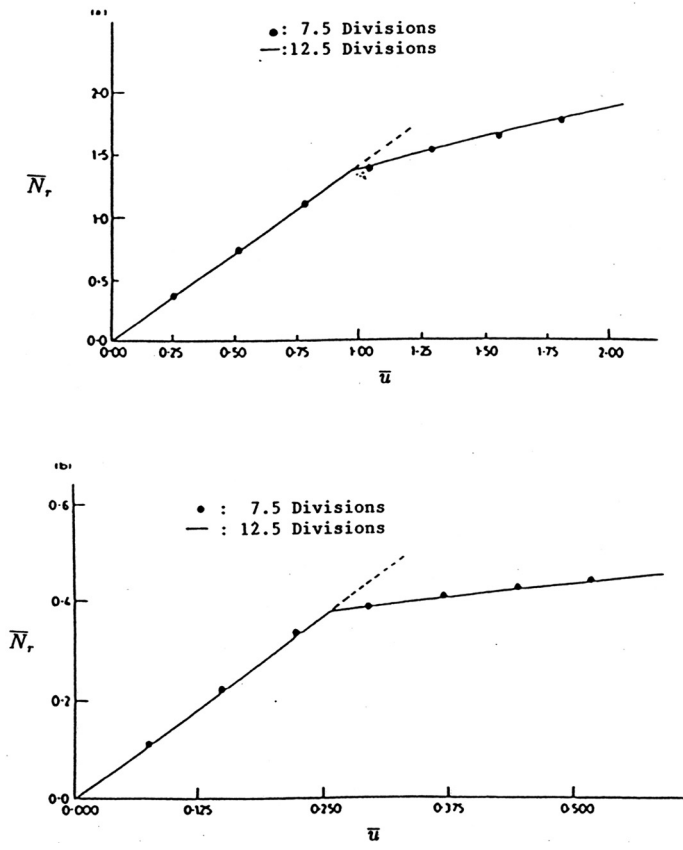 (a)
●: 7.5 Divisions
—:12.5 Divisions
2·0
1·5
N̅r
1·0
0·5
0·0
0·00 0·25 0·50 0·75 1·00 1·25 1·50 1·75 2·00
u̅
(b)
0·6
● : 7.5 Divisions
— : 12.5 Divisions
0·4
N̅r
0·2
0·0
0·000 0·125 0·250 0·375 0·500
u̅